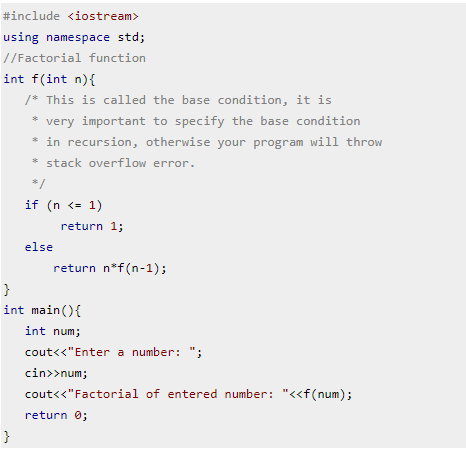 #include <iostream>
using namespace std;
//Factorial function
int f(int n){
   /* This is called the base condition, it is
    * very important to specify the base condition
    * in recursion, otherwise your program will throw
    * stack overflow error.
    */
   if (n <= 1)
        return 1;
   else
       return n*f(n-1);
}
int main(){
   int num;
   cout<<"Enter a number: ";
   cin>>num;
   cout<<"Factorial of entered number: "<<f(num);
   return 0;
}